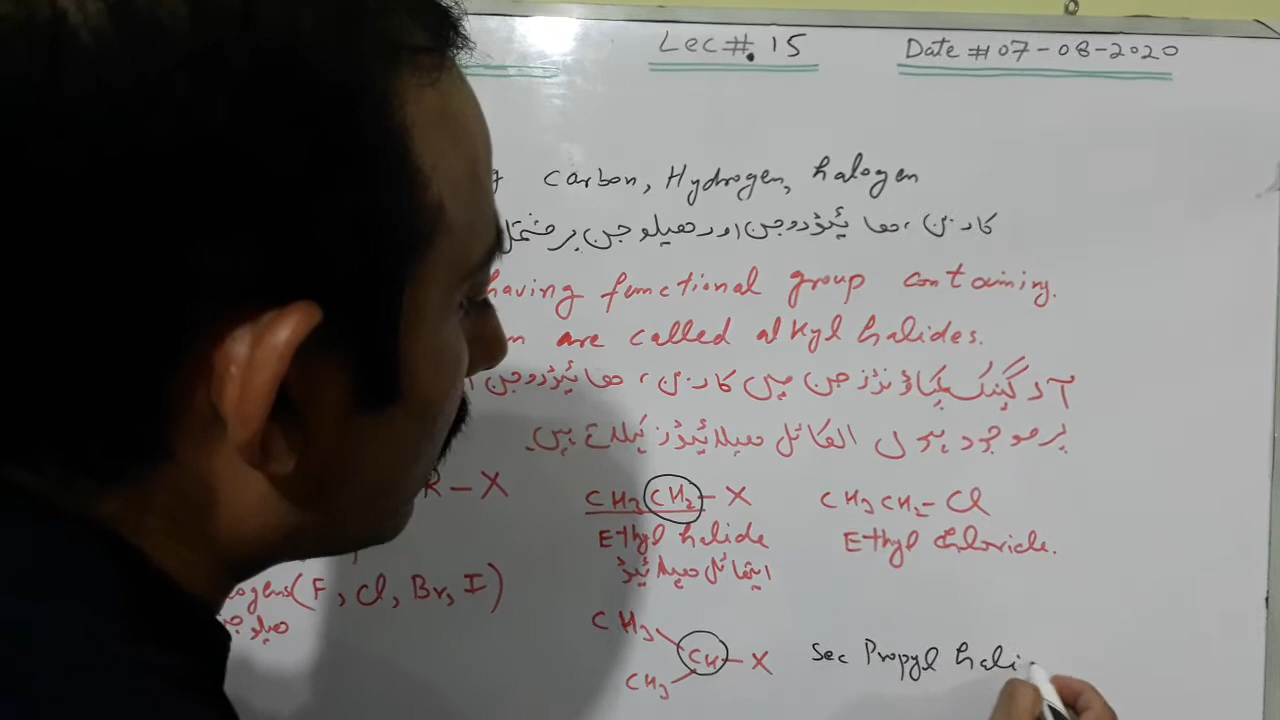 Lec#.15 Date # 07-08-2020
carbon, Hydrogen, halogen
کاربن، ھائیڈروجن اور ھیلوجن پر مشتمل
having functional group containing.
are called alkyl halides.
آرگینک کمپاؤنڈز جن میں کاربن، ھائیڈروجن
پر موجود ہوں الکائل ھیلائیڈز کہلاتے ہیں۔
R-X CH3CH2-X CH3CH2-Cl
Ethyl halide Ethyl chloride.
ایتھائل ھیلائیڈ
ogens(F, Cl, Br, I)
CH3
CH-X Sec Propyl hali
CH3